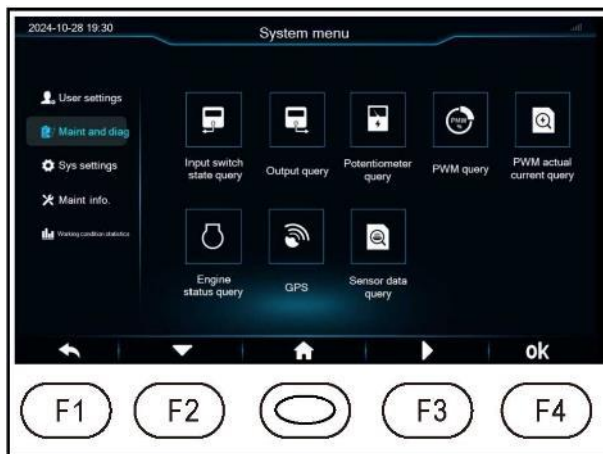 2024-10-28 19:30
System menu
User settings
Maint and diag
Sys settings
Maint info.
Working condition statistics
Input switch
state query
Output query
Potentiometer
query
PMW
%
PWM query
PWM actual
current query
Engine
status query
GPS
Sensor data
query
ok
F1
F2
F3
F4